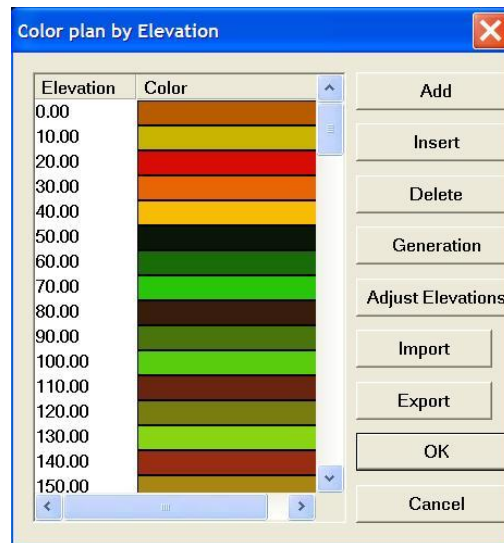 Color plan by Elevation
Elevation Color
0.00
10.00
20.00
30.00
40.00
50.00
60.00
70.00
80.00
90.00
100.00
110.00
120.00
130.00
140.00
150.00
Add
Insert
Delete
Generation
Adjust Elevations
Import
Export
OK
Cancel